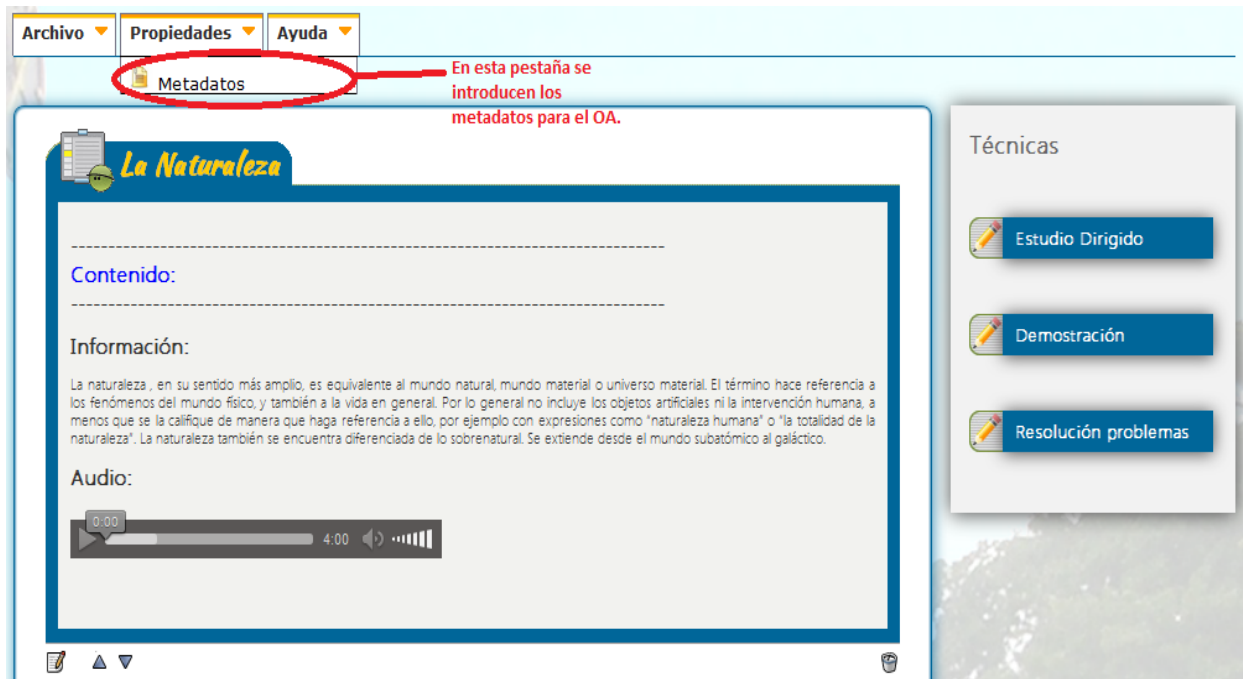 Archivo Propiedades Ayuda
Metadatos
En esta pestaña se
introducen los
metadatos para el OA.
La Naturaleza
------------------------------------------------------------------------------------
Contenido:
------------------------------------------------------------------------------------
Información:
La naturaleza , en su sentido más amplio, es equivalente al mundo natural, mundo material o universo material. El término hace referencia a
los fenómenos del mundo físico, y también a la vida en general. Por lo general no incluye los objetos artificiales ni la intervención humana, a
menos que se la califique de manera que haga referencia a ello, por ejemplo con expresiones como "naturaleza humana" o "la totalidad de la
naturaleza". La naturaleza también se encuentra diferenciada de lo sobrenatural. Se extiende desde el mundo subatómico al galáctico.
Audio:
0:00
4:00
Técnicas
Estudio Dirigido
Demostración
Resolución problemas